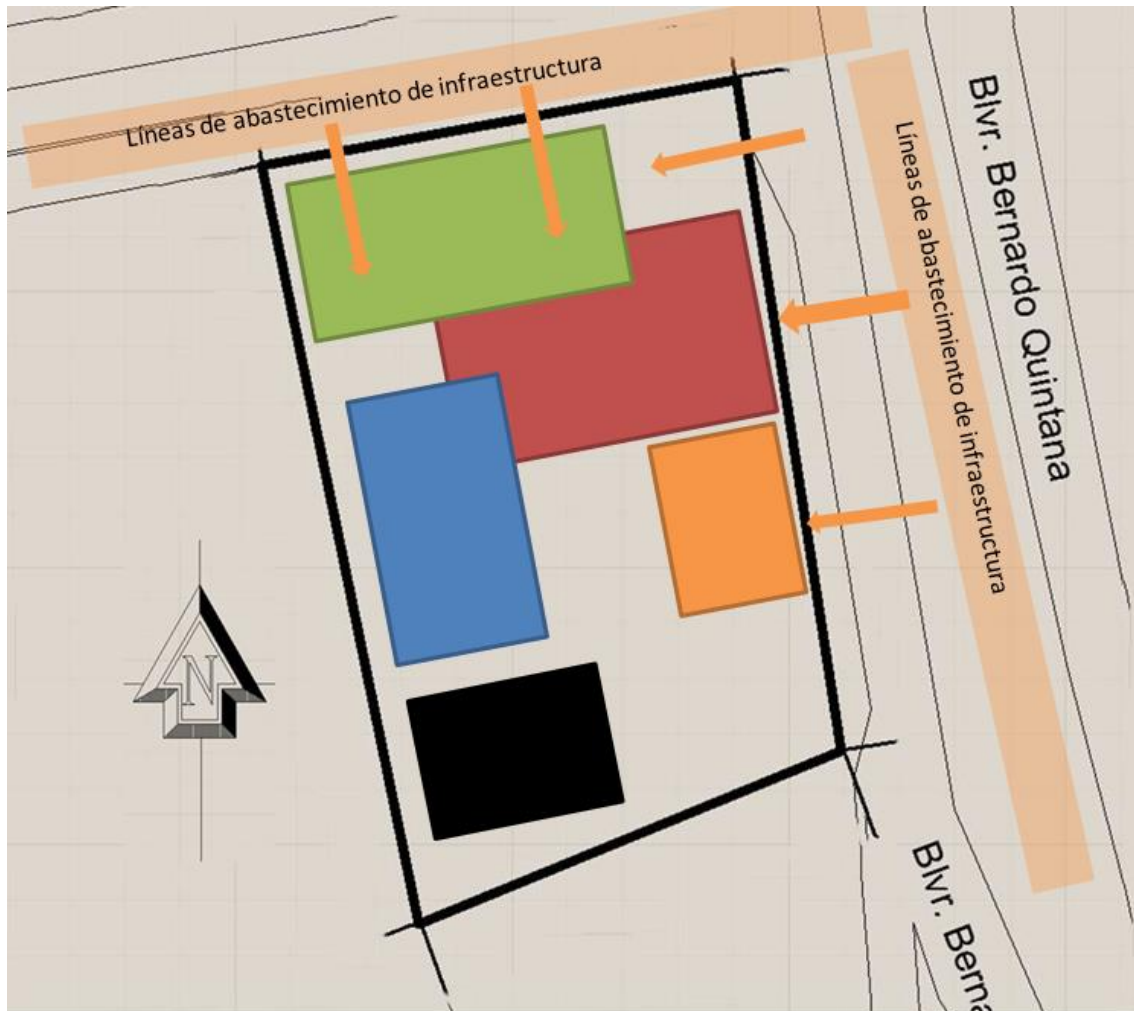 Líneas de abastecimiento de infraestructura
Blvr. Bernardo Quintana
Líneas de abastecimiento de infraestructura
N
Blvr. Berna